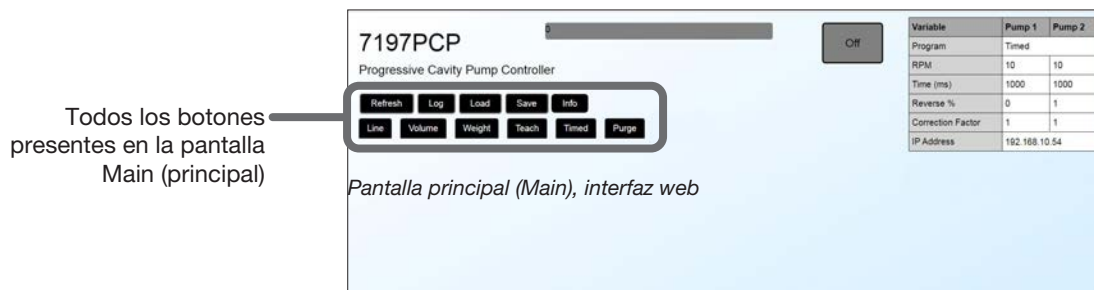 Todos los botones
presentes en la pantalla
Main (principal)
7197PCP
Progressive Cavity Pump Controller
0
Off
Refresh Log Load Save Info
Line Volume Weight Teach Timed Purge
Variable Pump 1 Pump 2
Program Timed
RPM 10 10
Time (ms) 1000 1000
Reverse % 0 1
Correction Factor 1 1
IP Address 192.168.10.54
Pantalla principal (Main), interfaz web